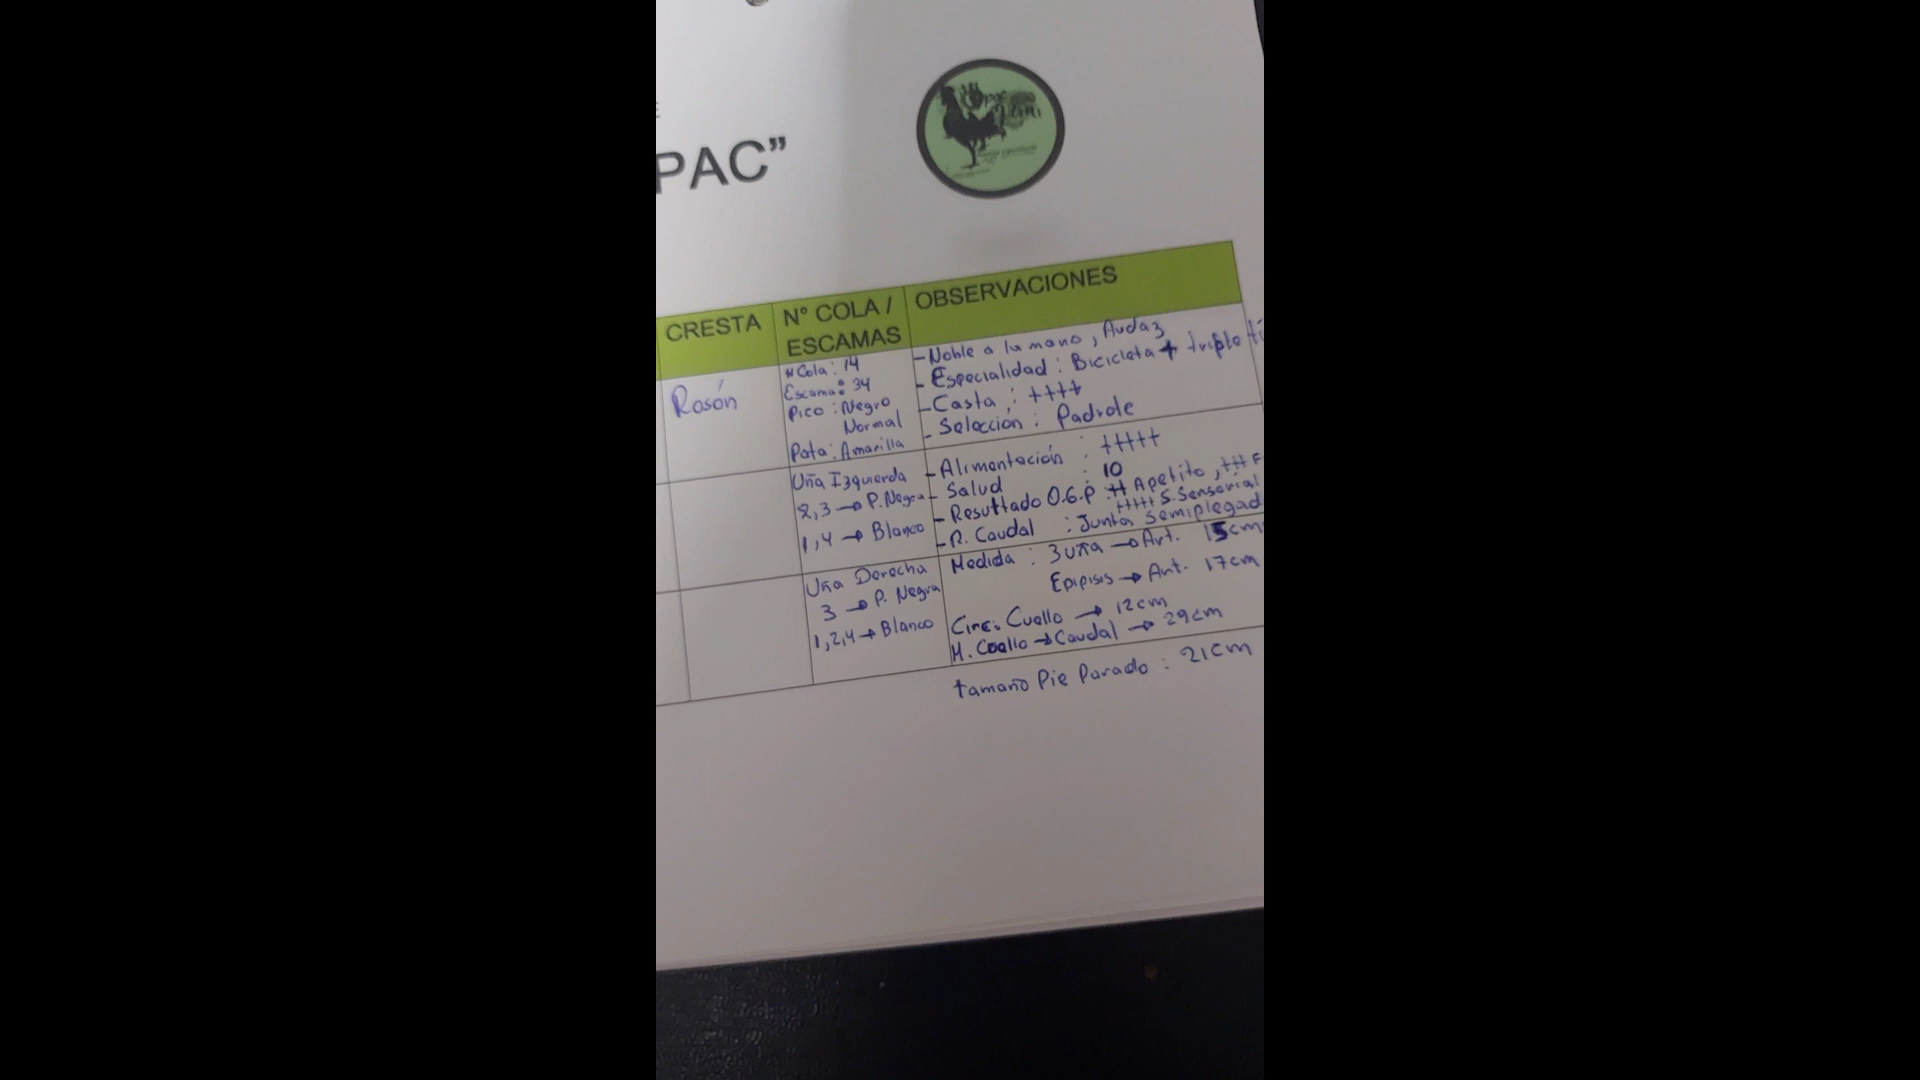 PAC”
CRESTA
N° COLA /
ESCAMAS
OBSERVACIONES
Rosón
N Cola : 14
Escamas 34
Pico : Negro
Normal
Pata : Amarilla
- Noble a la mano, Audaz
- Especialidad : Bicicleta + triple ti
- Casta : ++++
- Selección : Padrote
Uña Izquierda
2,3 → P. Negra
1,4 → Blanco
- Alimentación : +++++
- Salud : 10
- Resultado O.G.P : ++ Apetito, +++ F
+++++ S. Sensorial
- R. Caudal : Junta Semiplegad
Uña Derecha
3 → P. Negra
1,2,4 → Blanco
Medida : 3 uña → Art. 15cm
Epipisis → Ant. 17cm
Circ. Cuello → 12cm
M. Cuello → Caudal → 29cm
tamaño Pie Parado : 21cm